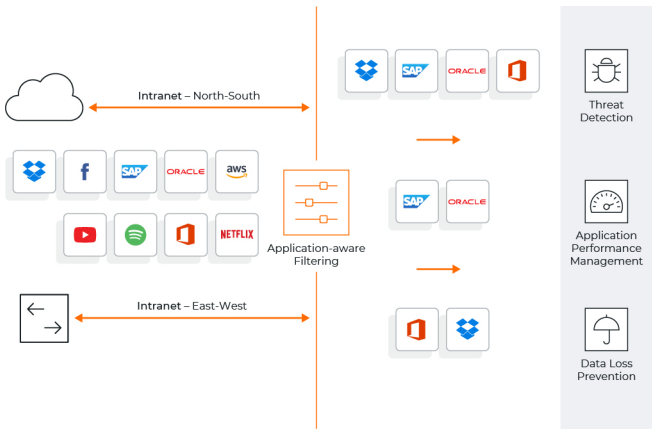 Intranet – North-South
f
SAP
ORACLE
aws
NETFLIX
Intranet – East-West
Application-aware
Filtering
SAP
ORACLE
SAP
ORACLE
Threat
Detection
Application
Performance
Management
Data Loss
Prevention